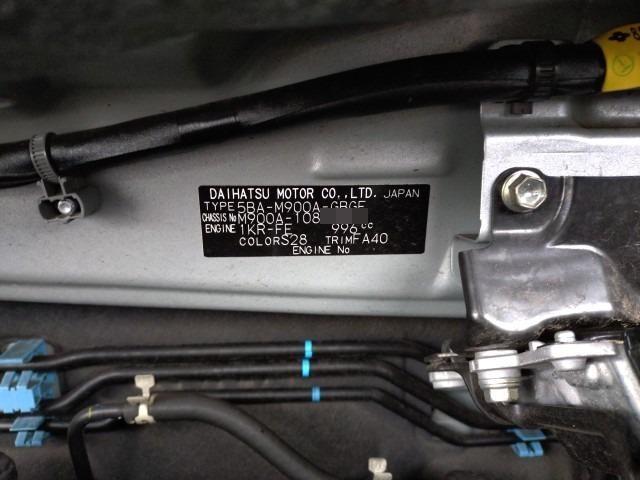 DAIHATSU MOTOR CO.,LTD. JAPAN
TYPE 5BA-M900A-GBGF
CHASSIS No M900A-108
ENGINE 1KR-FE 996cc
COLOR S28 TRIM FA40
ENGINE No